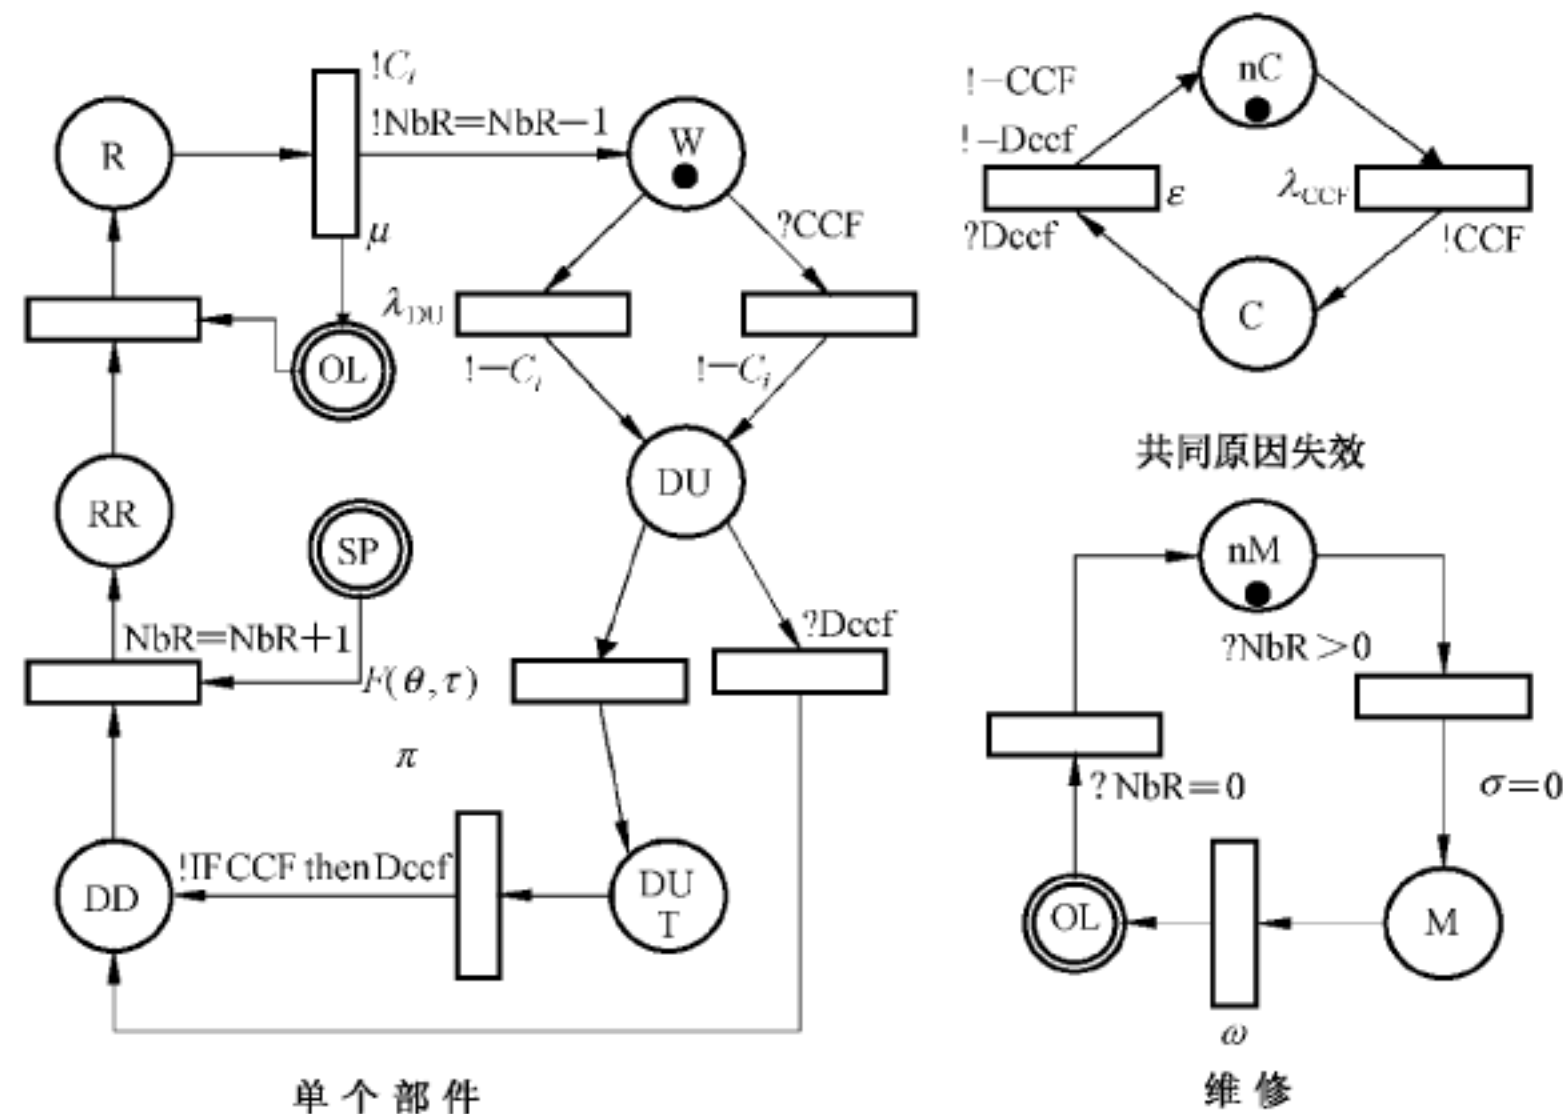 !Cᵢ
!NbR=NbR−1
R
W
μ
?CCF
λDU
!−Cᵢ
!−Cᵢ
OL
DU
RR
SP
NbR=NbR+1
F(θ,τ)
?Dccf
π
!IF CCF then Dccf
DD
DU
T
单个部件
nC
!−CCF
!−Dccf
ε
λCCF
?Dccf
!CCF
C
共同原因失效
nM
?NbR>0
? NbR=0
σ=0
OL
M
ω
维修